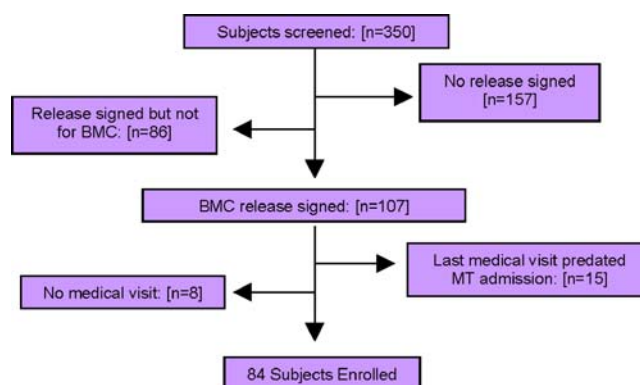 Subjects screened: [n=350]
No release signed
[n=157]
Release signed but not
for BMC: [n=86]
BMC release signed: [n=107]
Last medical visit predated
MT admission: [n=15]
No medical visit: [n=8]
84 Subjects Enrolled